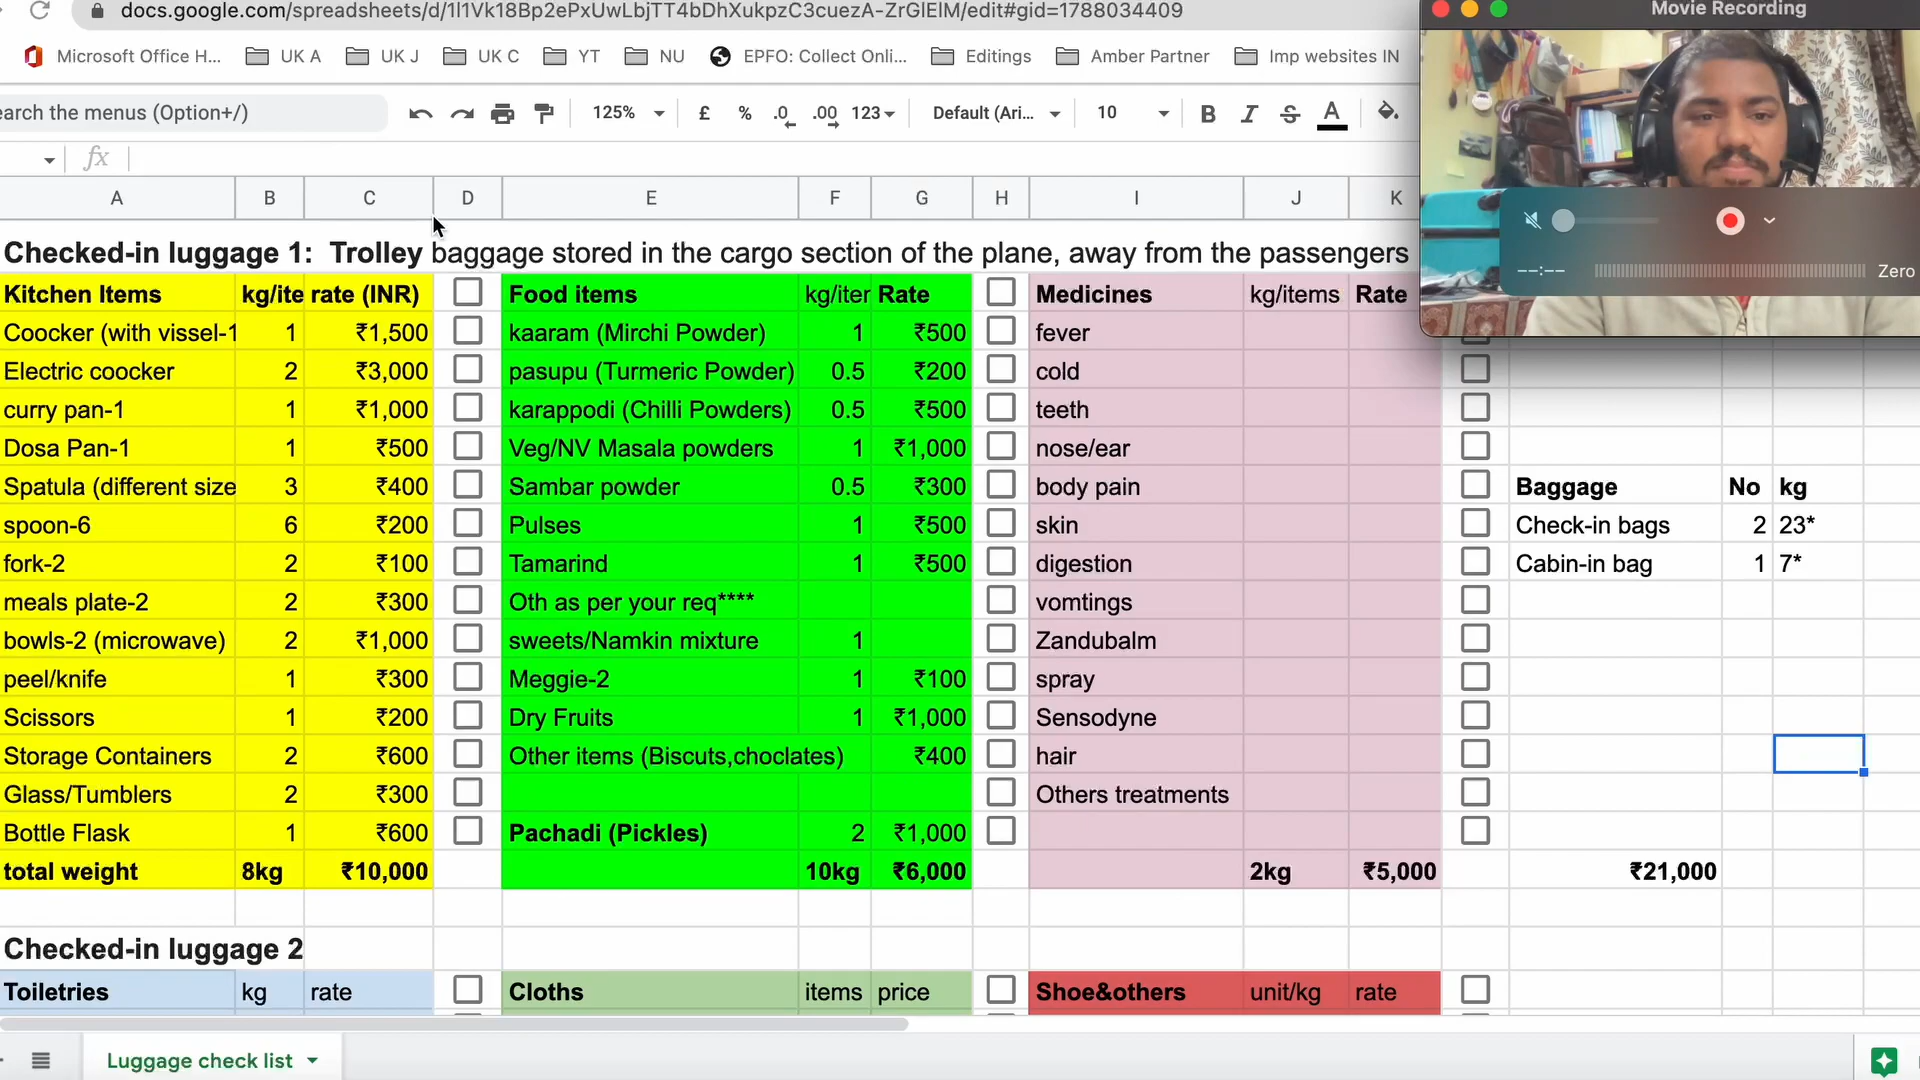 docs.google.com/spreadsheets/d/1l1Vk18Bp2ePxUwLbjTT4bDhXukpzC3cuezA-ZrGlElM/edit#gid=1788034409
Movie Recording
Microsoft Office H... UK A UK J UK C YT NU EPFO: Collect Onli... Editings Amber Partner Imp websites IN
earch the menus (Option+/) 125% £ % .0 .00 123 Default (Ari... 10 B I S A
fx
A B C D E F G H I J K
--:-- Zero
Checked-in luggage 1: Trolley baggage stored in the cargo section of the plane, away from the passengers
Kitchen Items kg/ite rate (INR) Food items kg/iter Rate Medicines kg/items Rate
Coocker (with vissel-1 1 ₹1,500 kaaram (Mirchi Powder) 1 ₹500 fever
Electric coocker 2 ₹3,000 pasupu (Turmeric Powder) 0.5 ₹200 cold
curry pan-1 1 ₹1,000 karappodi (Chilli Powders) 0.5 ₹500 teeth
Dosa Pan-1 1 ₹500 Veg/NV Masala powders 1 ₹1,000 nose/ear
Spatula (different size 3 ₹400 Sambar powder 0.5 ₹300 body pain Baggage No kg
spoon-6 6 ₹200 Pulses 1 ₹500 skin Check-in bags 2 23*
fork-2 2 ₹100 Tamarind 1 ₹500 digestion Cabin-in bag 1 7*
meals plate-2 2 ₹300 Oth as per your req**** vomtings
bowls-2 (microwave) 2 ₹1,000 sweets/Namkin mixture 1 Zandubalm
peel/knife 1 ₹300 Meggie-2 1 ₹100 spray
Scissors 1 ₹200 Dry Fruits 1 ₹1,000 Sensodyne
Storage Containers 2 ₹600 Other items (Biscuts,choclates) ₹400 hair
Glass/Tumblers 2 ₹300 Others treatments
Bottle Flask 1 ₹600 Pachadi (Pickles) 2 ₹1,000
total weight 8kg ₹10,000 10kg ₹6,000 2kg ₹5,000 ₹21,000
Checked-in luggage 2
Toiletries kg rate Cloths items price Shoe&others unit/kg rate
Luggage check list